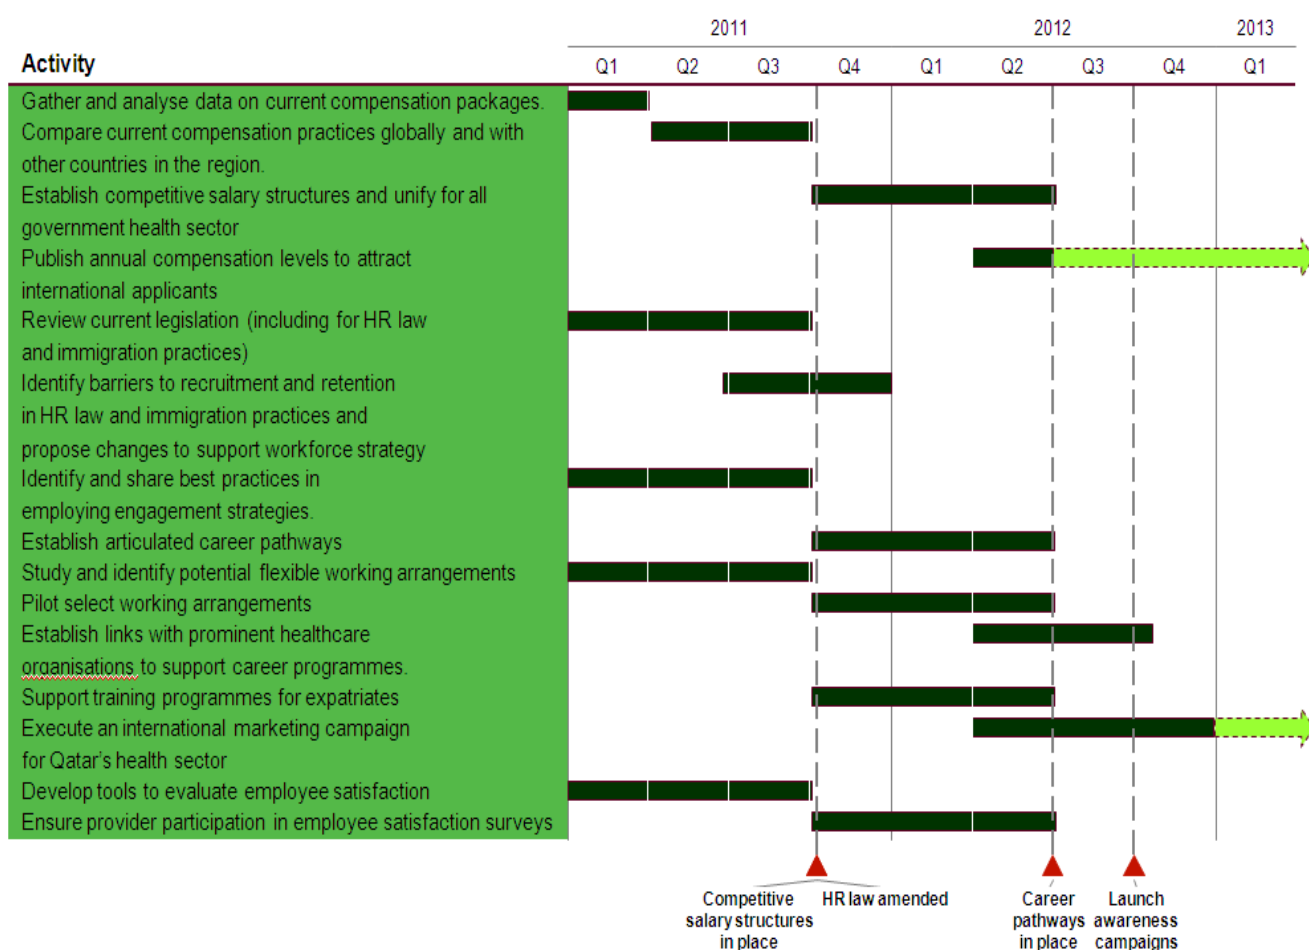 2011 2012 2013
Activity Q1 Q2 Q3 Q4 Q1 Q2 Q3 Q4 Q1
Gather and analyse data on current compensation packages.
Compare current compensation practices globally and with
other countries in the region.
Establish competitive salary structures and unify for all
government health sector
Publish annual compensation levels to attract
international applicants
Review current legislation (including for HR law
and immigration practices)
Identify barriers to recruitment and retention
in HR law and immigration practices and
propose changes to support workforce strategy
Identify and share best practices in
employing engagement strategies.
Establish articulated career pathways
Study and identify potential flexible working arrangements
Pilot select working arrangements
Establish links with prominent healthcare
organisations to support career programmes.
Support training programmes for expatriates
Execute an international marketing campaign
for Qatar's health sector
Develop tools to evaluate employee satisfaction
Ensure provider participation in employee satisfaction surveys
Competitive
salary structures
in place
HR law amended
Career
pathways
in place
Launch
awareness
campaigns